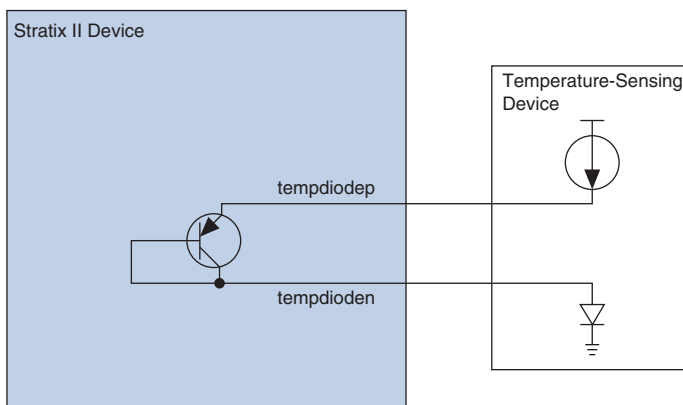 Stratix II Device
Temperature-Sensing
Device
tempdiodep
tempdioden